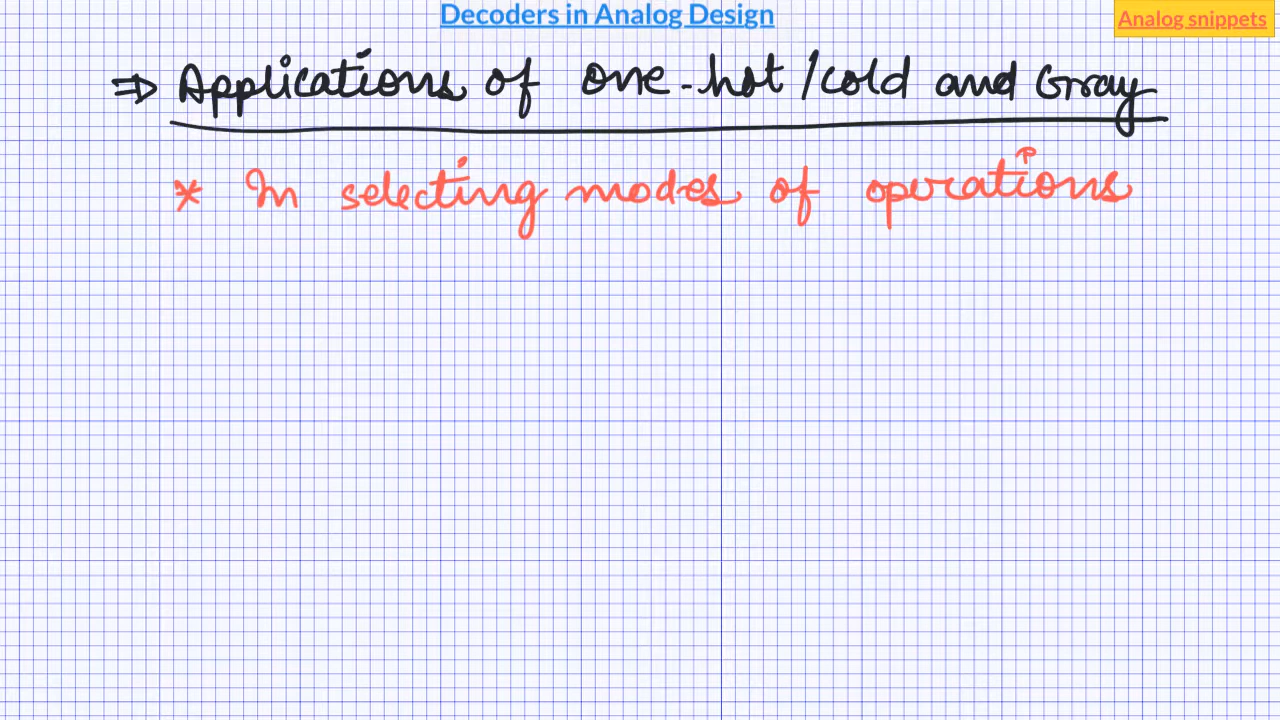 Decoders in Analog Design
Analog snippets
⇒ Applications of one-hot/cold and Gray
* In selecting modes of operations